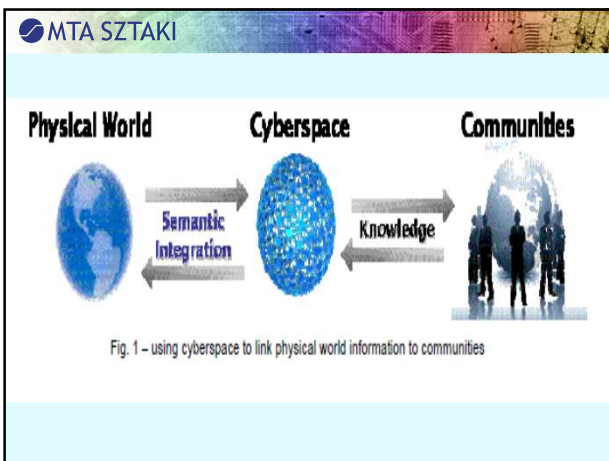 MTA SZTAKI
Physical World Cyberspace Communities
Semantic
Integration
Knowledge
Fig. 1 – using cyberspace to link physical world information to communities